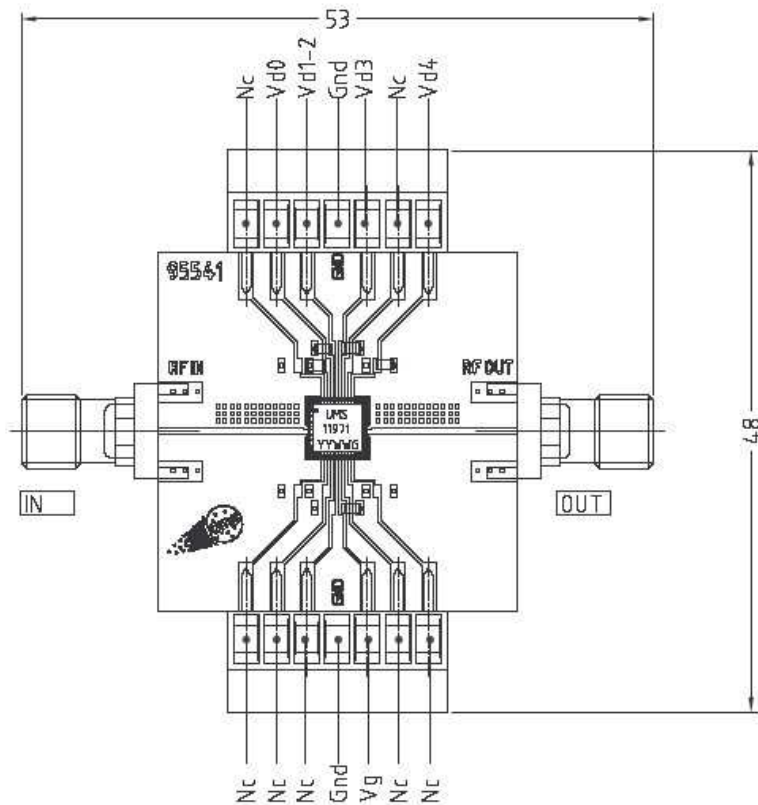 53
Nc
Vd0
Vd1-2
Gnd
Vd3
Nc
Vd4
95541
GND
RF IN
RF OUT
UMS
11971
YYWWG
48
IN
OUT
GND
Nc
Nc
Nc
Gnd
Vg
Nc
Nc